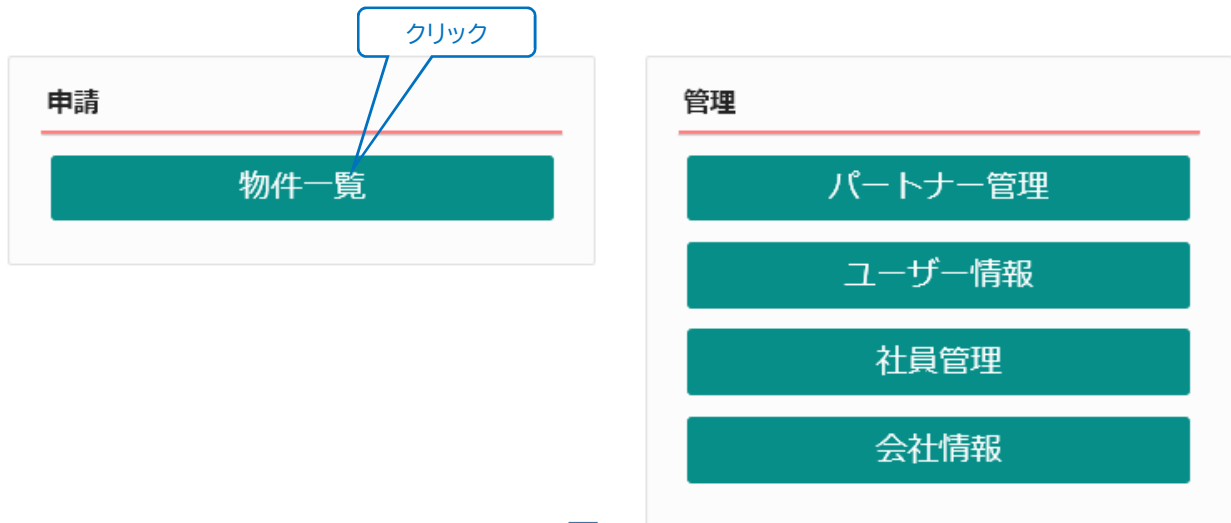 クリック
申請
物件一覧
管理
パートナー管理
ユーザー情報
社員管理
会社情報